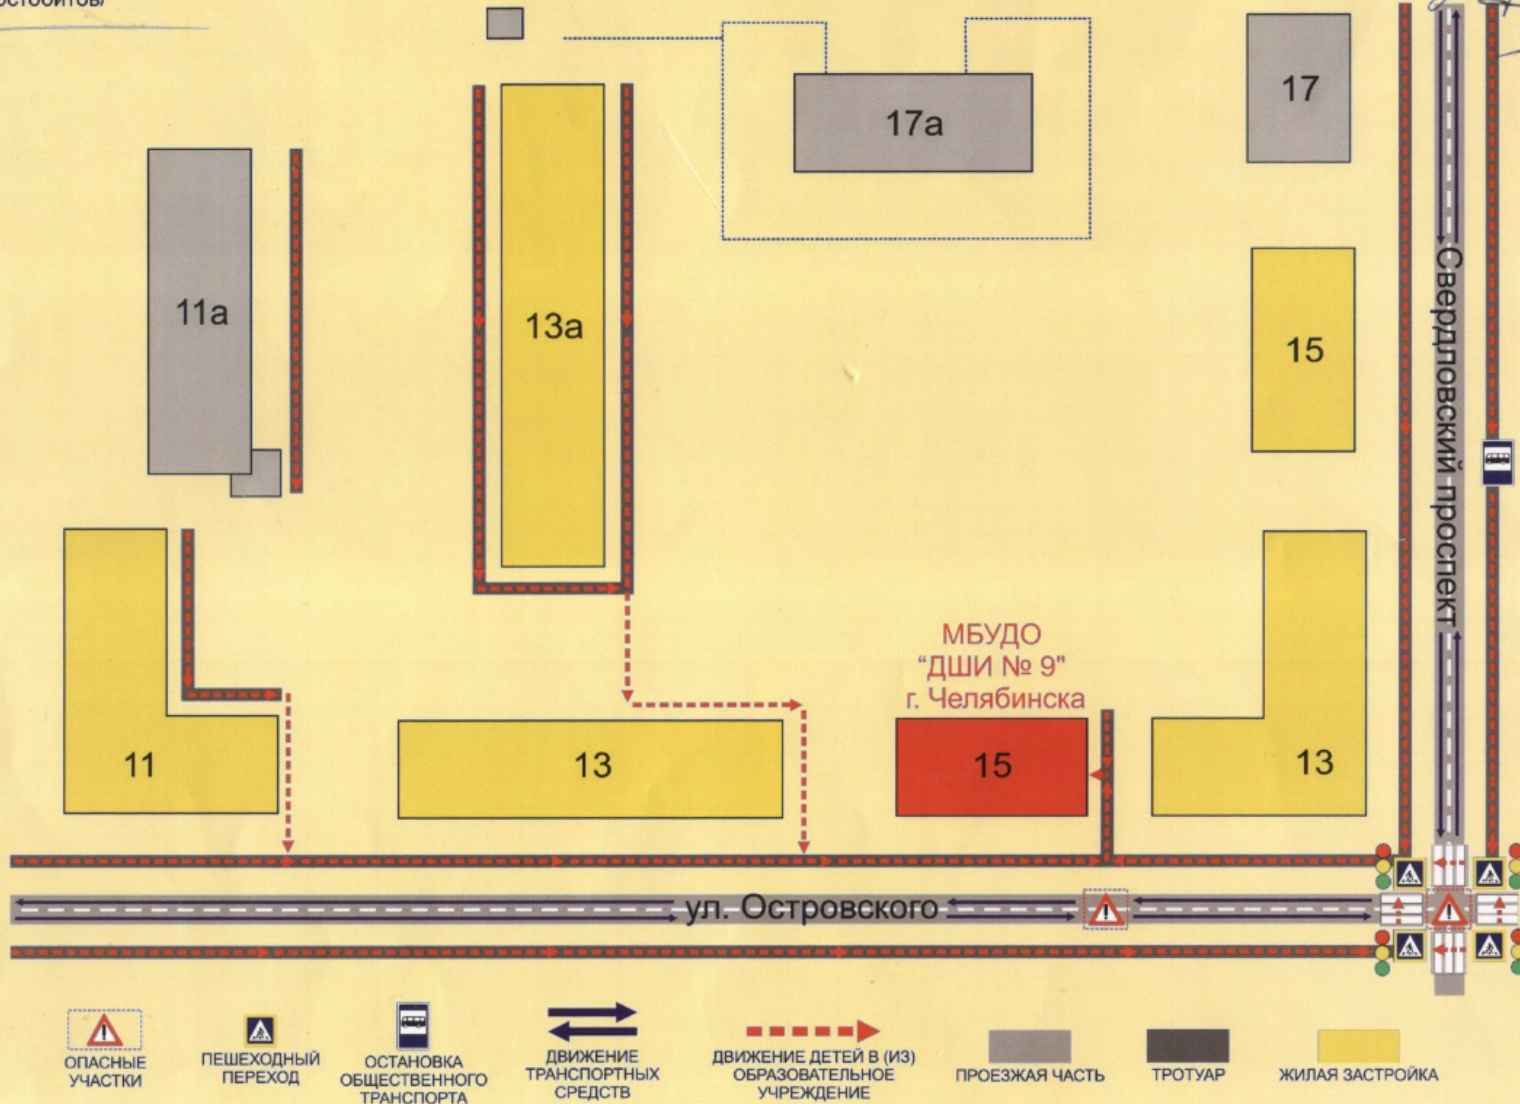 17
17а
11а
13а
15
Свердловский проспект
МБУДО
“ДШИ № 9"
г. Челябинска
11
13
15
13
ул. Островского
ОПАСНЫЕ
УЧАСТКИ
ПЕШЕХОДНЫЙ
ПЕРЕХОД
ОСТАНОВКА
ОБЩЕСТВЕННОГО
ТРАНСПОРТА
ДВИЖЕНИЕ
ТРАНСПОРТНЫХ
СРЕДСТВ
ДВИЖЕНИЕ ДЕТЕЙ В (ИЗ)
ОБРАЗОВАТЕЛЬНОЕ
УЧРЕЖДЕНИЕ
ПРОЕЗЖАЯ ЧАСТЬ
ТРОТУАР
ЖИЛАЯ ЗАСТРОЙКА